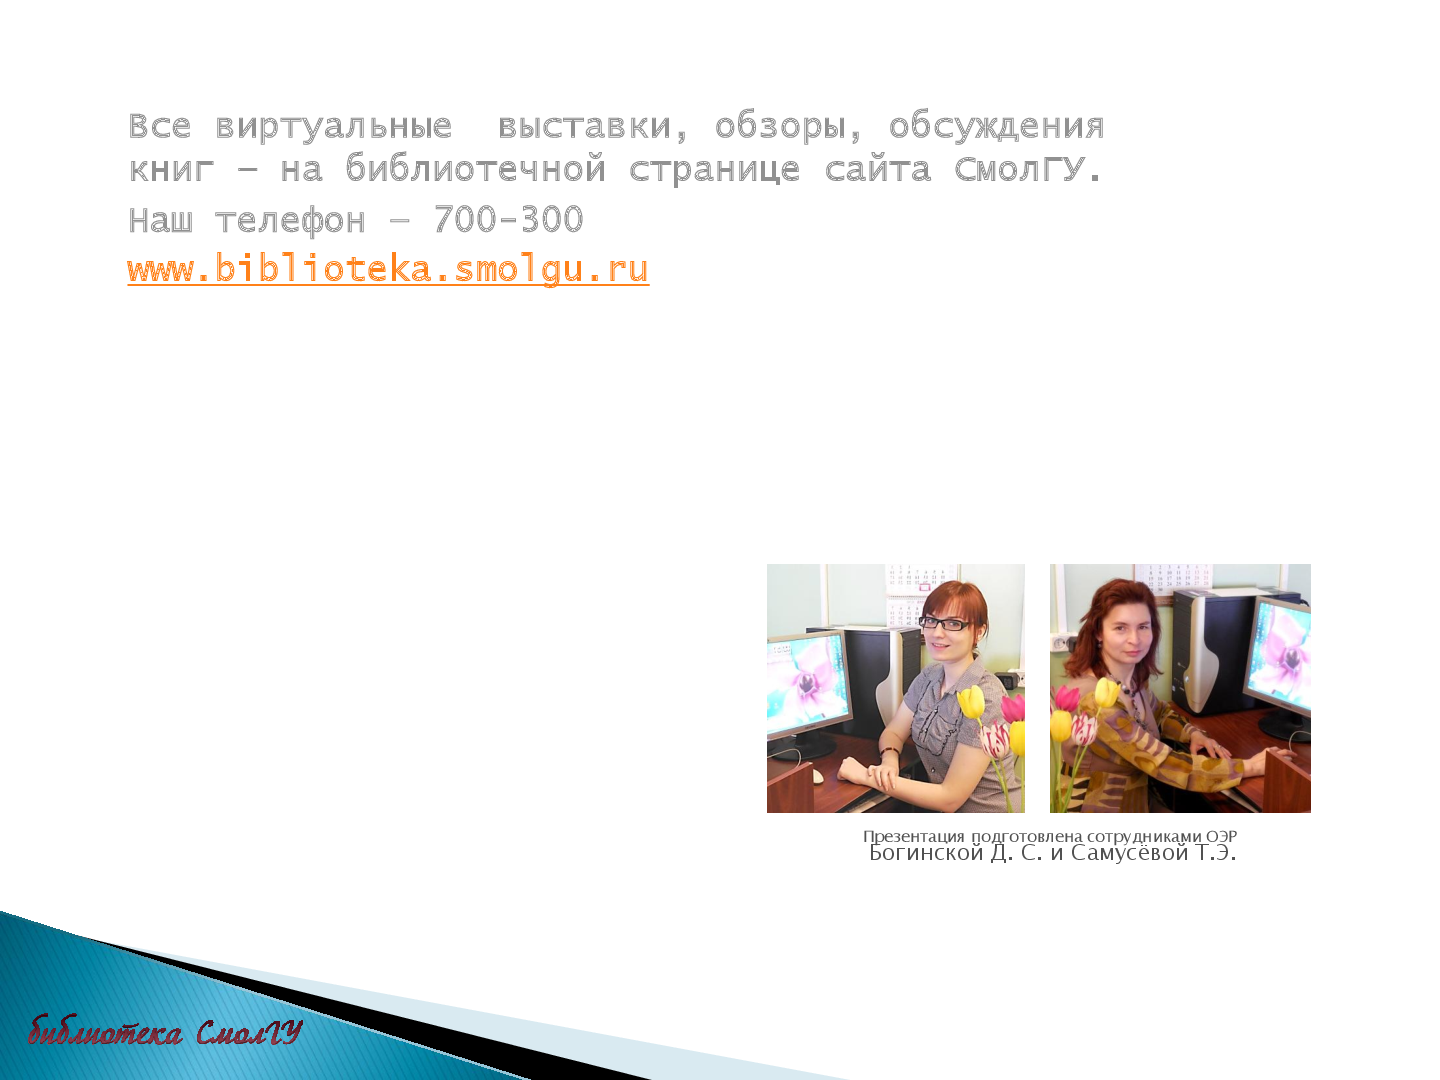 Все виртуальные  выставки, обзоры, обсуждения
книг – на библиотечной странице сайта СмолГУ.
Наш телефон – 700-300
www.biblioteka.smolgu.ru
Презентация подготовлена сотрудниками ОЭР
Богинской Д. С. и Самусёвой Т.Э.
библиотека СмолГУ